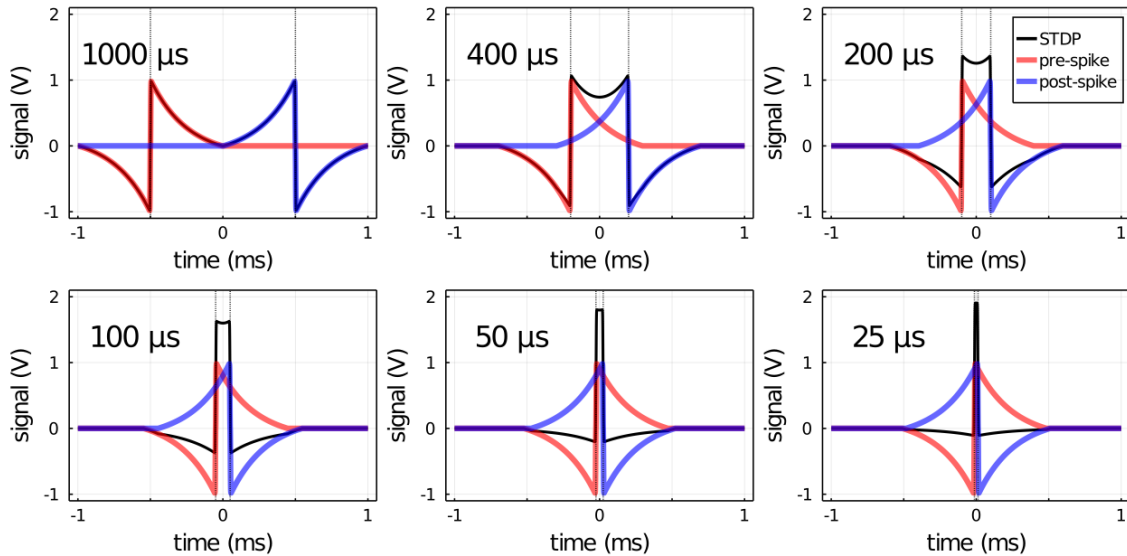 2
1
0
-1
signal (V)
1000 µs
-1
0
1
time (ms)
2
1
0
-1
signal (V)
400 µs
-1
0
1
time (ms)
2
1
0
-1
signal (V)
200 µs
STDP
pre-spike
post-spike
-1
0
1
time (ms)
2
1
0
-1
signal (V)
100 µs
-1
0
1
time (ms)
2
1
0
-1
signal (V)
50 µs
-1
0
1
time (ms)
2
1
0
-1
signal (V)
25 µs
-1
0
1
time (ms)